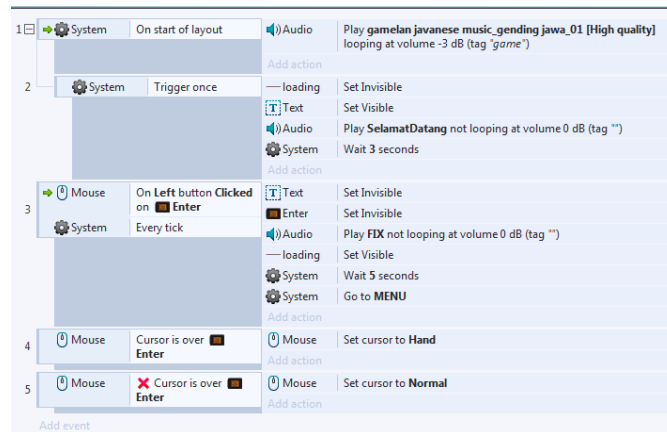 1 System On start of layout Audio Play gamelan javanese music_gending jawa_01 [High quality]
looping at volume -3 dB (tag "game")
Add action
2 System Trigger once loading Set Invisible
T Text Set Visible
Audio Play SelamatDatang not looping at volume 0 dB (tag "")
System Wait 3 seconds
Add action
3 Mouse On Left button Clicked T Text Set Invisible
on Enter Enter Set Invisible
System Every tick Audio Play FIX not looping at volume 0 dB (tag "")
loading Set Visible
System Wait 5 seconds
System Go to MENU
Add action
4 Mouse Cursor is over Mouse Set cursor to Hand
Enter Add action
5 Mouse Cursor is over Mouse Set cursor to Normal
Enter Add action
Add event